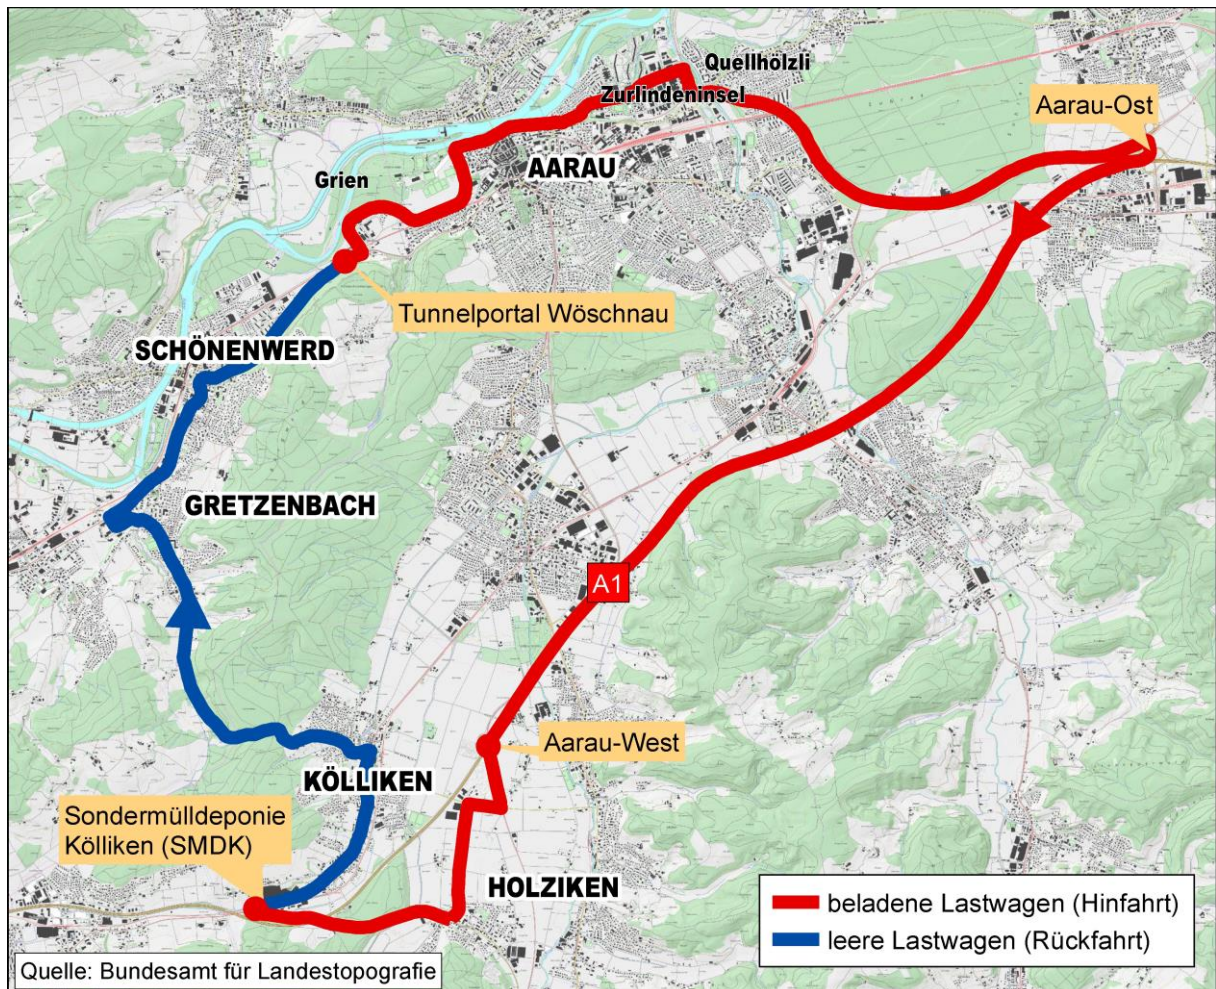 Quellhölzli
Zurlindeninsel
Aarau-Ost
AARAU
Grien
Tunnelportal Wöschnau
SCHÖNENWERD
GRETZENBACH
A1
Aarau-West
KÖLLIKEN
Sondermülldeponie
Kölliken (SMDK)
HOLZIKEN
beladene Lastwagen (Hinfahrt)
leere Lastwagen (Rückfahrt)
Quelle: Bundesamt für Landestopografie